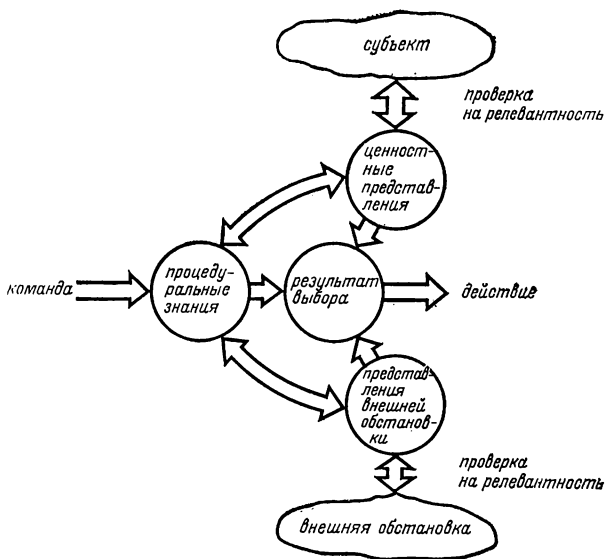 субъект
проверка
на релевантность
ценност-
ные
представ-
ления
команда
процеду-
ральные
знания
результат
выбора
действие
представ-
ления
внешней
обстанов-
ки
проверка
на релевантность
внешняя обстановка